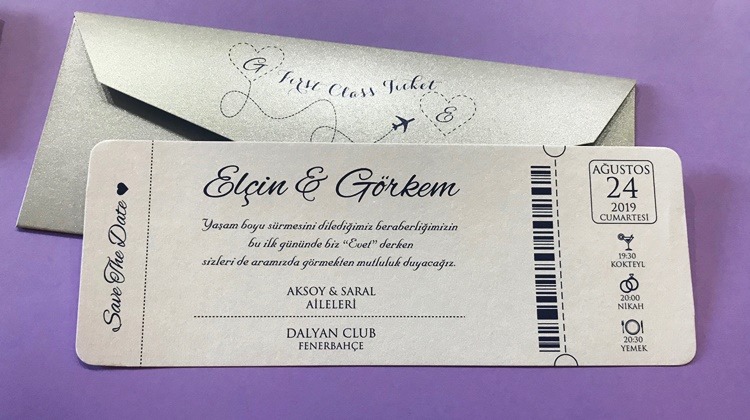 G
First Class Ticket
E
Save The Date
Elçin & Görkem
Yaşam boyu sürmesini dilediğimiz beraberliğimizin
bu ilk gününde biz “Evet” derken
sizleri de aramızda görmekten mutluluk duyacağız.
AKSOY & SARAL
AİLELERİ
DALYAN CLUB
FENERBAHÇE
AĞUSTOS
24
2019
CUMARTESİ
19:30
KOKTEYL
20:00
NİKAH
20:30
YEMEK